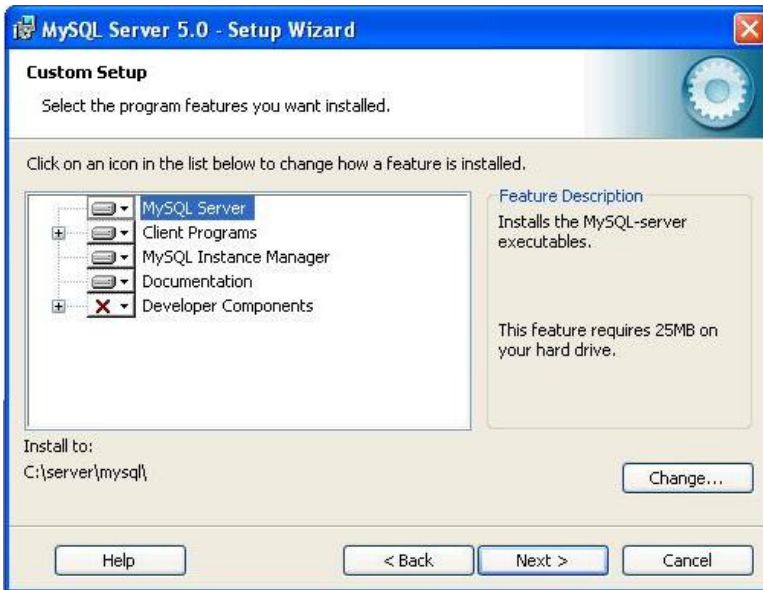 MySQL Server 5.0 - Setup Wizard
Custom Setup
Select the program features you want installed.
Click on an icon in the list below to change how a feature is installed.
MySQL Server
Client Programs
MySQL Instance Manager
Documentation
Developer Components
Feature Description
Installs the MySQL-server
executables.
This feature requires 25MB on
your hard drive.
Install to:
C:\server\mysql\
Change...
Help
< Back
Next >
Cancel